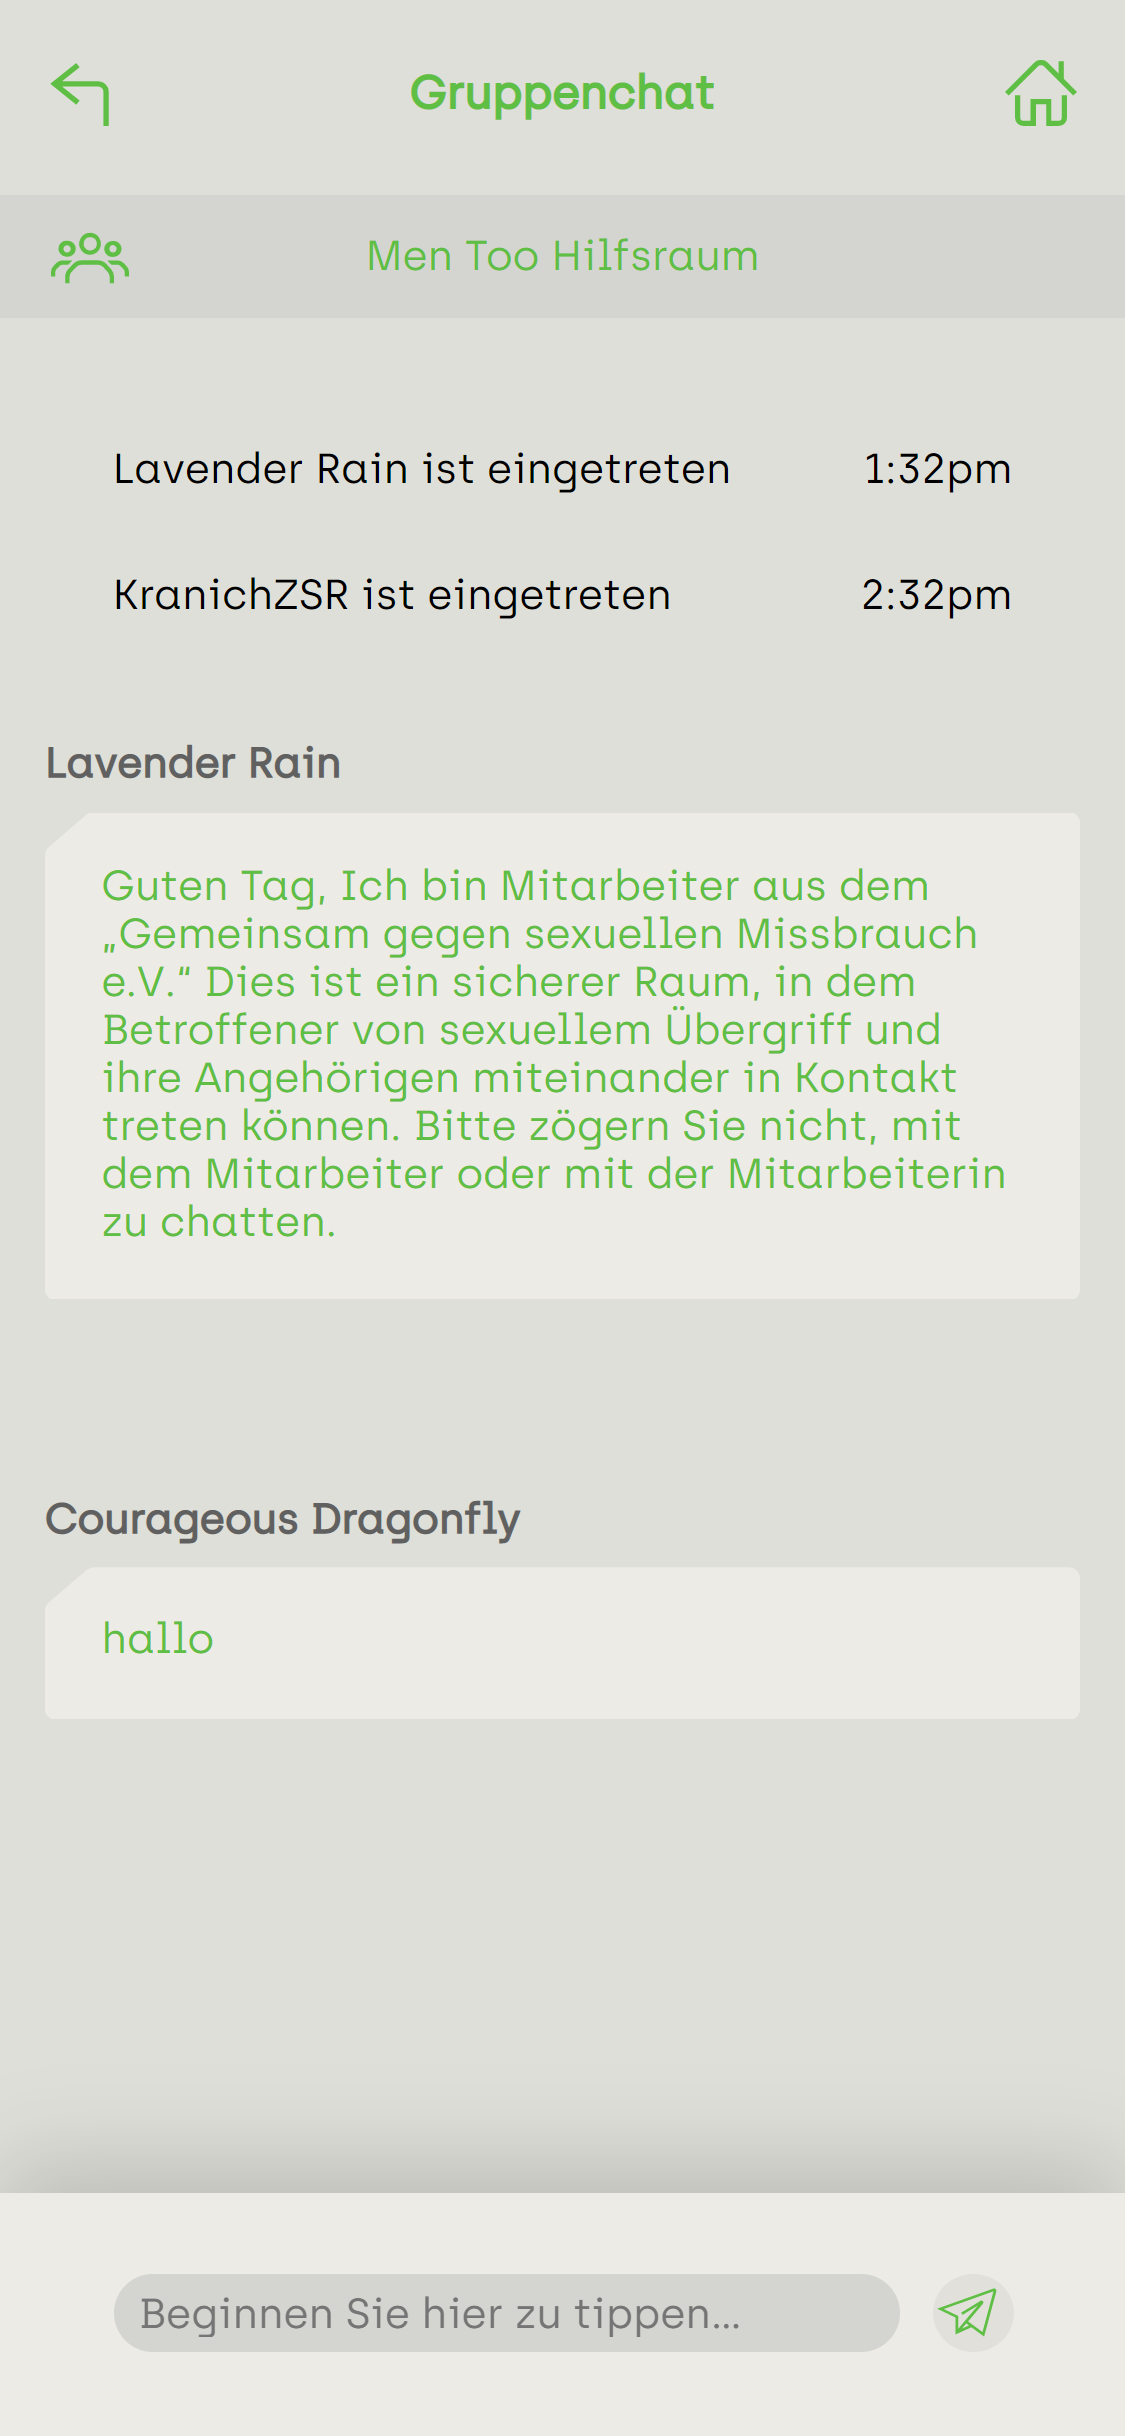 Gruppenchat
Men Too Hilfsraum
Lavender Rain ist eingetreten 1:32pm
KranichZSR ist eingetreten 2:32pm
Lavender Rain
Guten Tag, Ich bin Mitarbeiter aus dem
„Gemeinsam gegen sexuellen Missbrauch
e.V.“ Dies ist ein sicherer Raum, in dem
Betroffener von sexuellem Übergriff und
ihre Angehörigen miteinander in Kontakt
treten können. Bitte zögern Sie nicht, mit
dem Mitarbeiter oder mit der Mitarbeiterin
zu chatten.
Courageous Dragonfly
hallo
Beginnen Sie hier zu tippen...